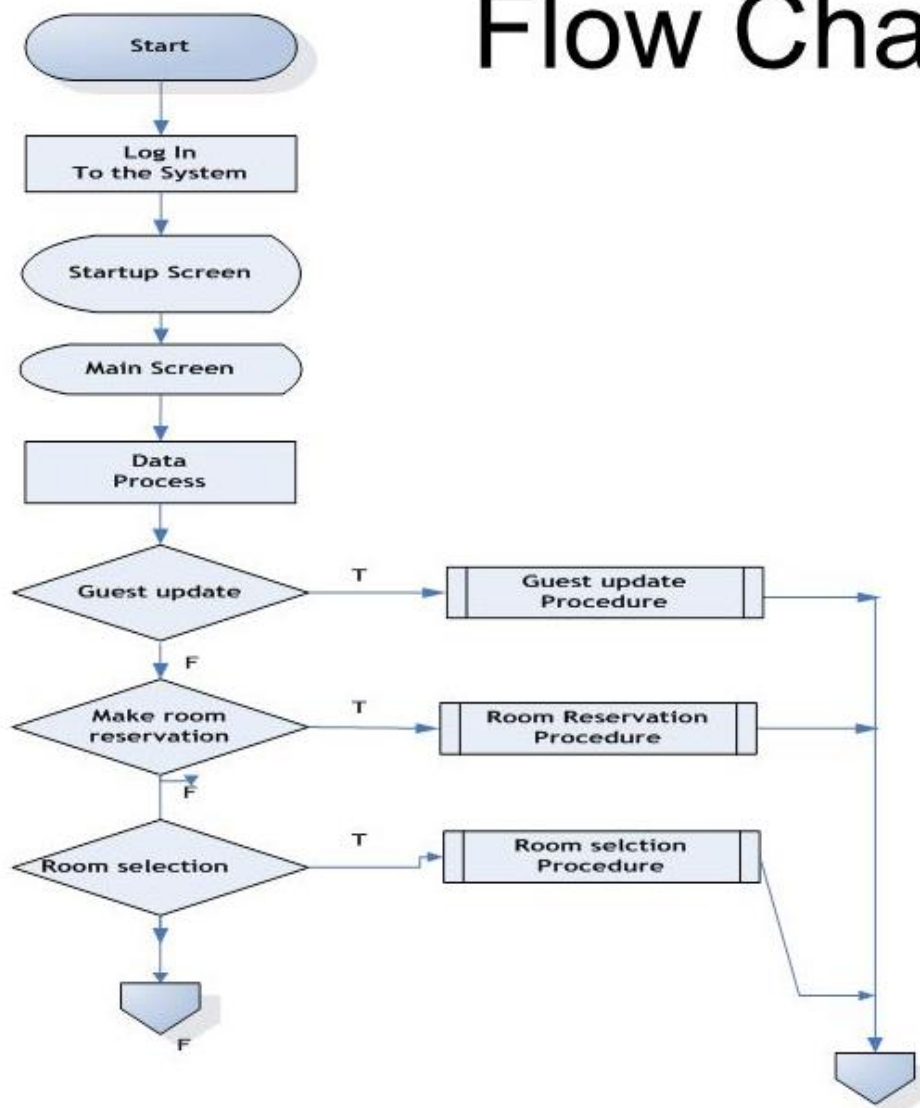 Flow Cha
Start
Log In
To the System
Startup Screen
Main Screen
Data
Process
Guest update
T
Guest update
Procedure
F
Make room
reservation
T
Room Reservation
Procedure
F
Room selection
T
Room selction
Procedure
F